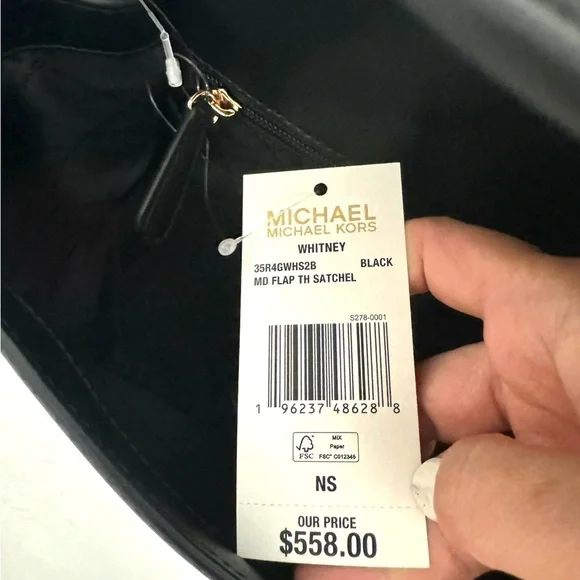 MICHAEL
MICHAEL KORS
WHITNEY
35R4GWHS2B BLACK
MD FLAP TH SATCHEL
S278-0001
1 96237 48628 8
FSC
MIX
Paper
FSC® C012345
NS
OUR PRICE
$558.00